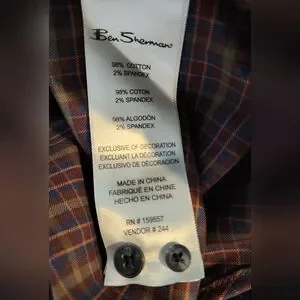 Ben Sherman
98% COTTON
2% SPANDEX
98% COTON
2% SPANDEX
98% ALGODÓN
2% SPANDEX
EXCLUSIVE OF DECORATION
EXCLUANT LA DÉCORATION
EXCLUSIVO DE DECORACIÓN
MADE IN CHINA
FABRIQUÉ EN CHINE
HECHO EN CHINA
RN # 159557
VENDOR # 244